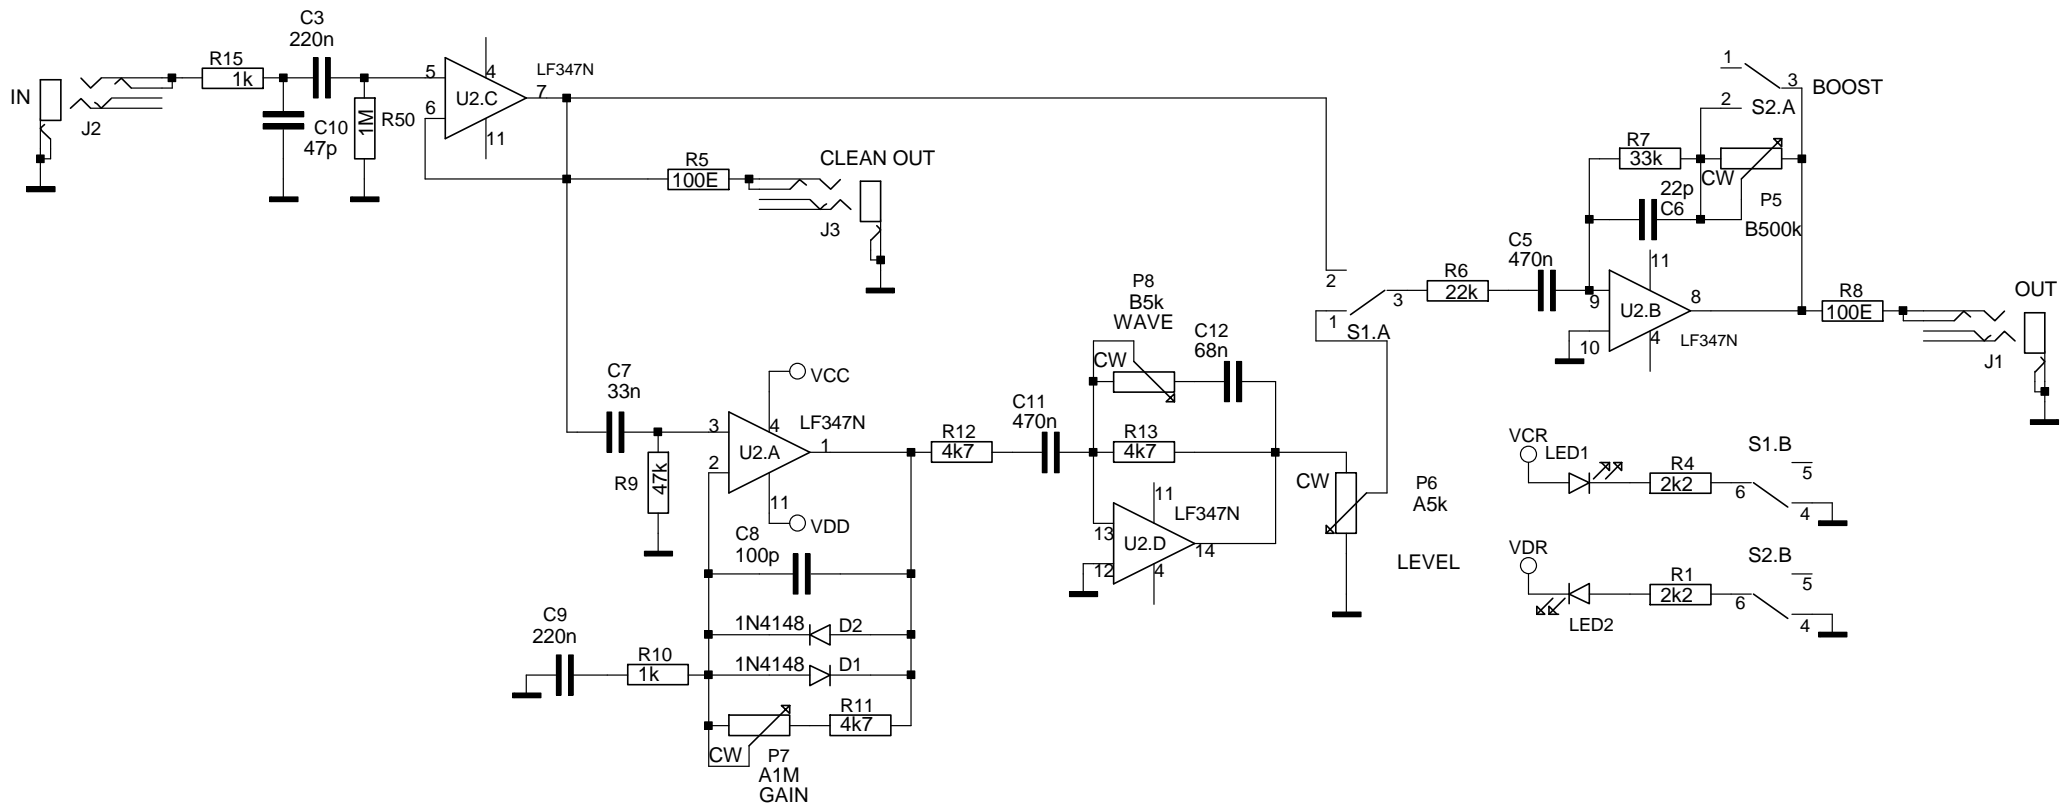 C3
220n
R15
1k
IN
J2
C10
47p
1M
R50
5
6
4
U2.C
11
7
LF347N
R5
100E
CLEAN OUT
J3
1
2
3
BOOST
S2.A
R7
33k
CW
P5
B500k
22p
C6
C5
470n
R6
22k
2
3
1
S1.A
9
10
11
U2.B
4
8
LF347N
R8
100E
OUT
J1
P8
B5k
WAVE
C12
68n
CW
C7
33n
R9
47k
VCC
4
LF347N
3
2
U2.A
1
11
VDD
R12
4k7
C11
470n
R13
4k7
11
LF347N
13
12
U2.D
14
4
CW
P6
A5k
LEVEL
C8
100p
1N4148
D2
1N4148
D1
C9
220n
R10
1k
R11
4k7
CW
P7
A1M
GAIN
VCR
LED1
R4
2k2
S1.B
5
6
4
VDR
LED2
R1
2k2
S2.B
5
6
4